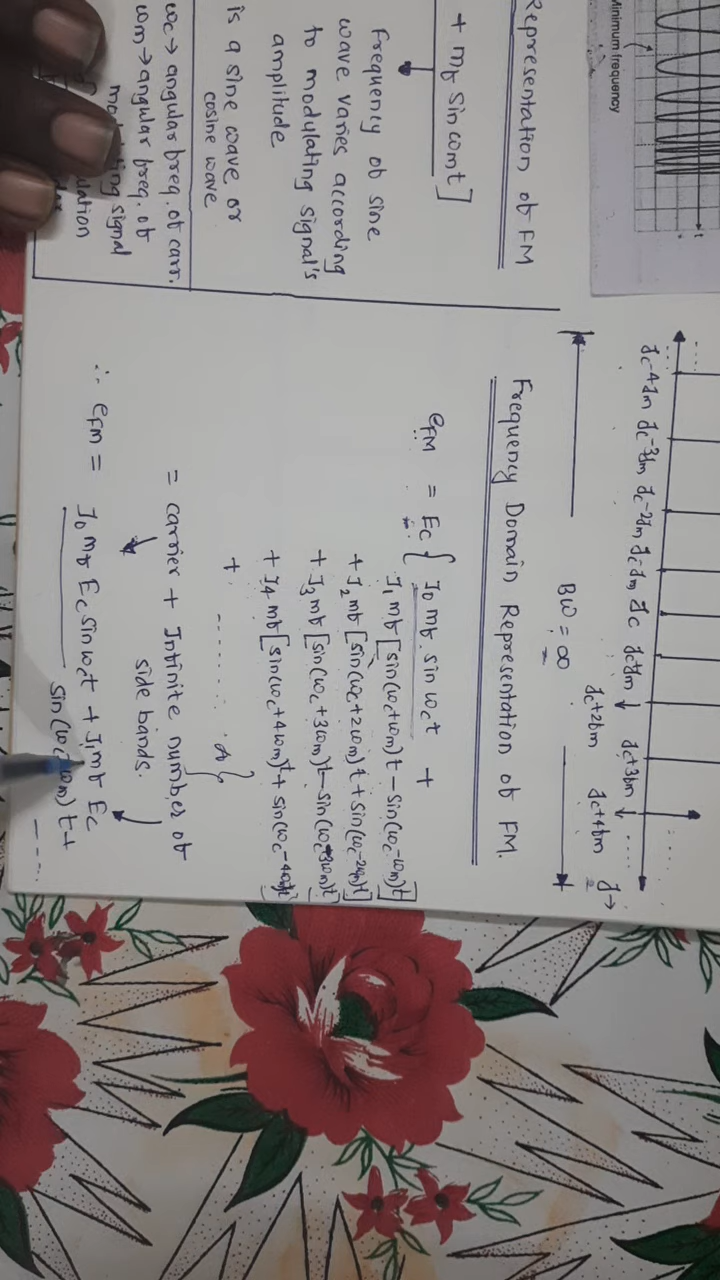 Minimum frequency
t
Representation of FM
+ mf sin ωmt]
Frequency of sine
wave varies according
to modulating signal's
amplitude
is a sine wave or
cosine wave
ωc → angular freq. of carr.
ωm → angular freq. of
signal
fc-4fm fc-3fm fc-2fm fc-fm fc fc+fm fc+2fm fc+3fm fc+4fm f→
BW = ∞
Frequency Domain Representation of FM.
eFM = Ec { J0 mf. sin ωct +
J1 mf [sin(ωc+ωm)t - sin(ωc-ωm)t]
+ J2 mf [sin(ωc+2ωm)t + sin(ωc-2ωm)t]
+ J3 mf [sin(ωc+3ωm)t - sin(ωc-3ωm)t]
+ J4 mf [sin(ωc+4ωm)t + sin(ωc-4ωm)t]
+ ........ }
= carrier + Infinite number of
side bands.
∴ eFM = J0 mf Ec sin ωct + J1 mf Ec
sin(ωc ωm)t +
----